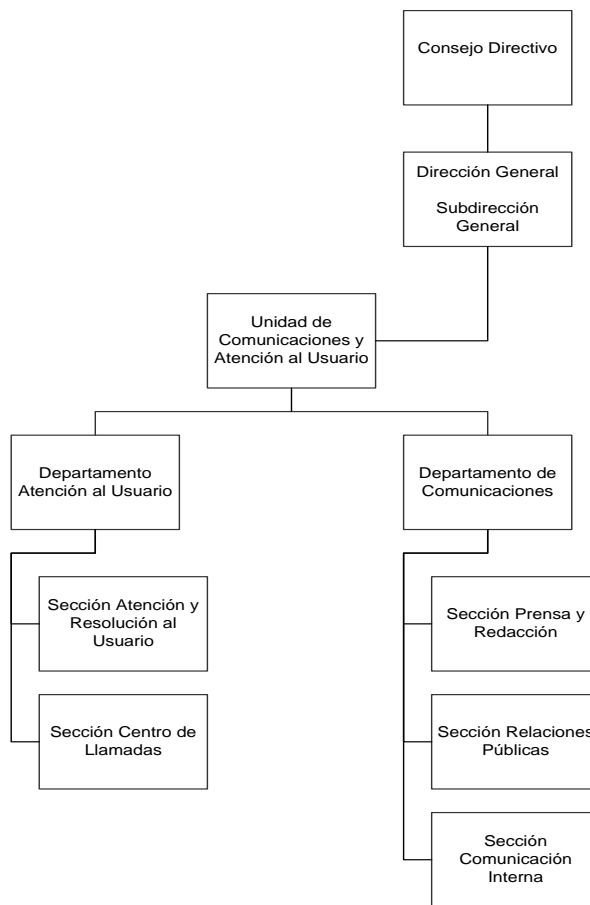 Consejo Directivo
Dirección General
Subdirección
General
Unidad de
Comunicaciones y
Atención al Usuario
Departamento
Atención al Usuario
Departamento de
Comunicaciones
Sección Atención y
Resolución al
Usuario
Sección Prensa y
Redacción
Sección Centro de
Llamadas
Sección Relaciones
Públicas
Sección
Comunicación
Interna